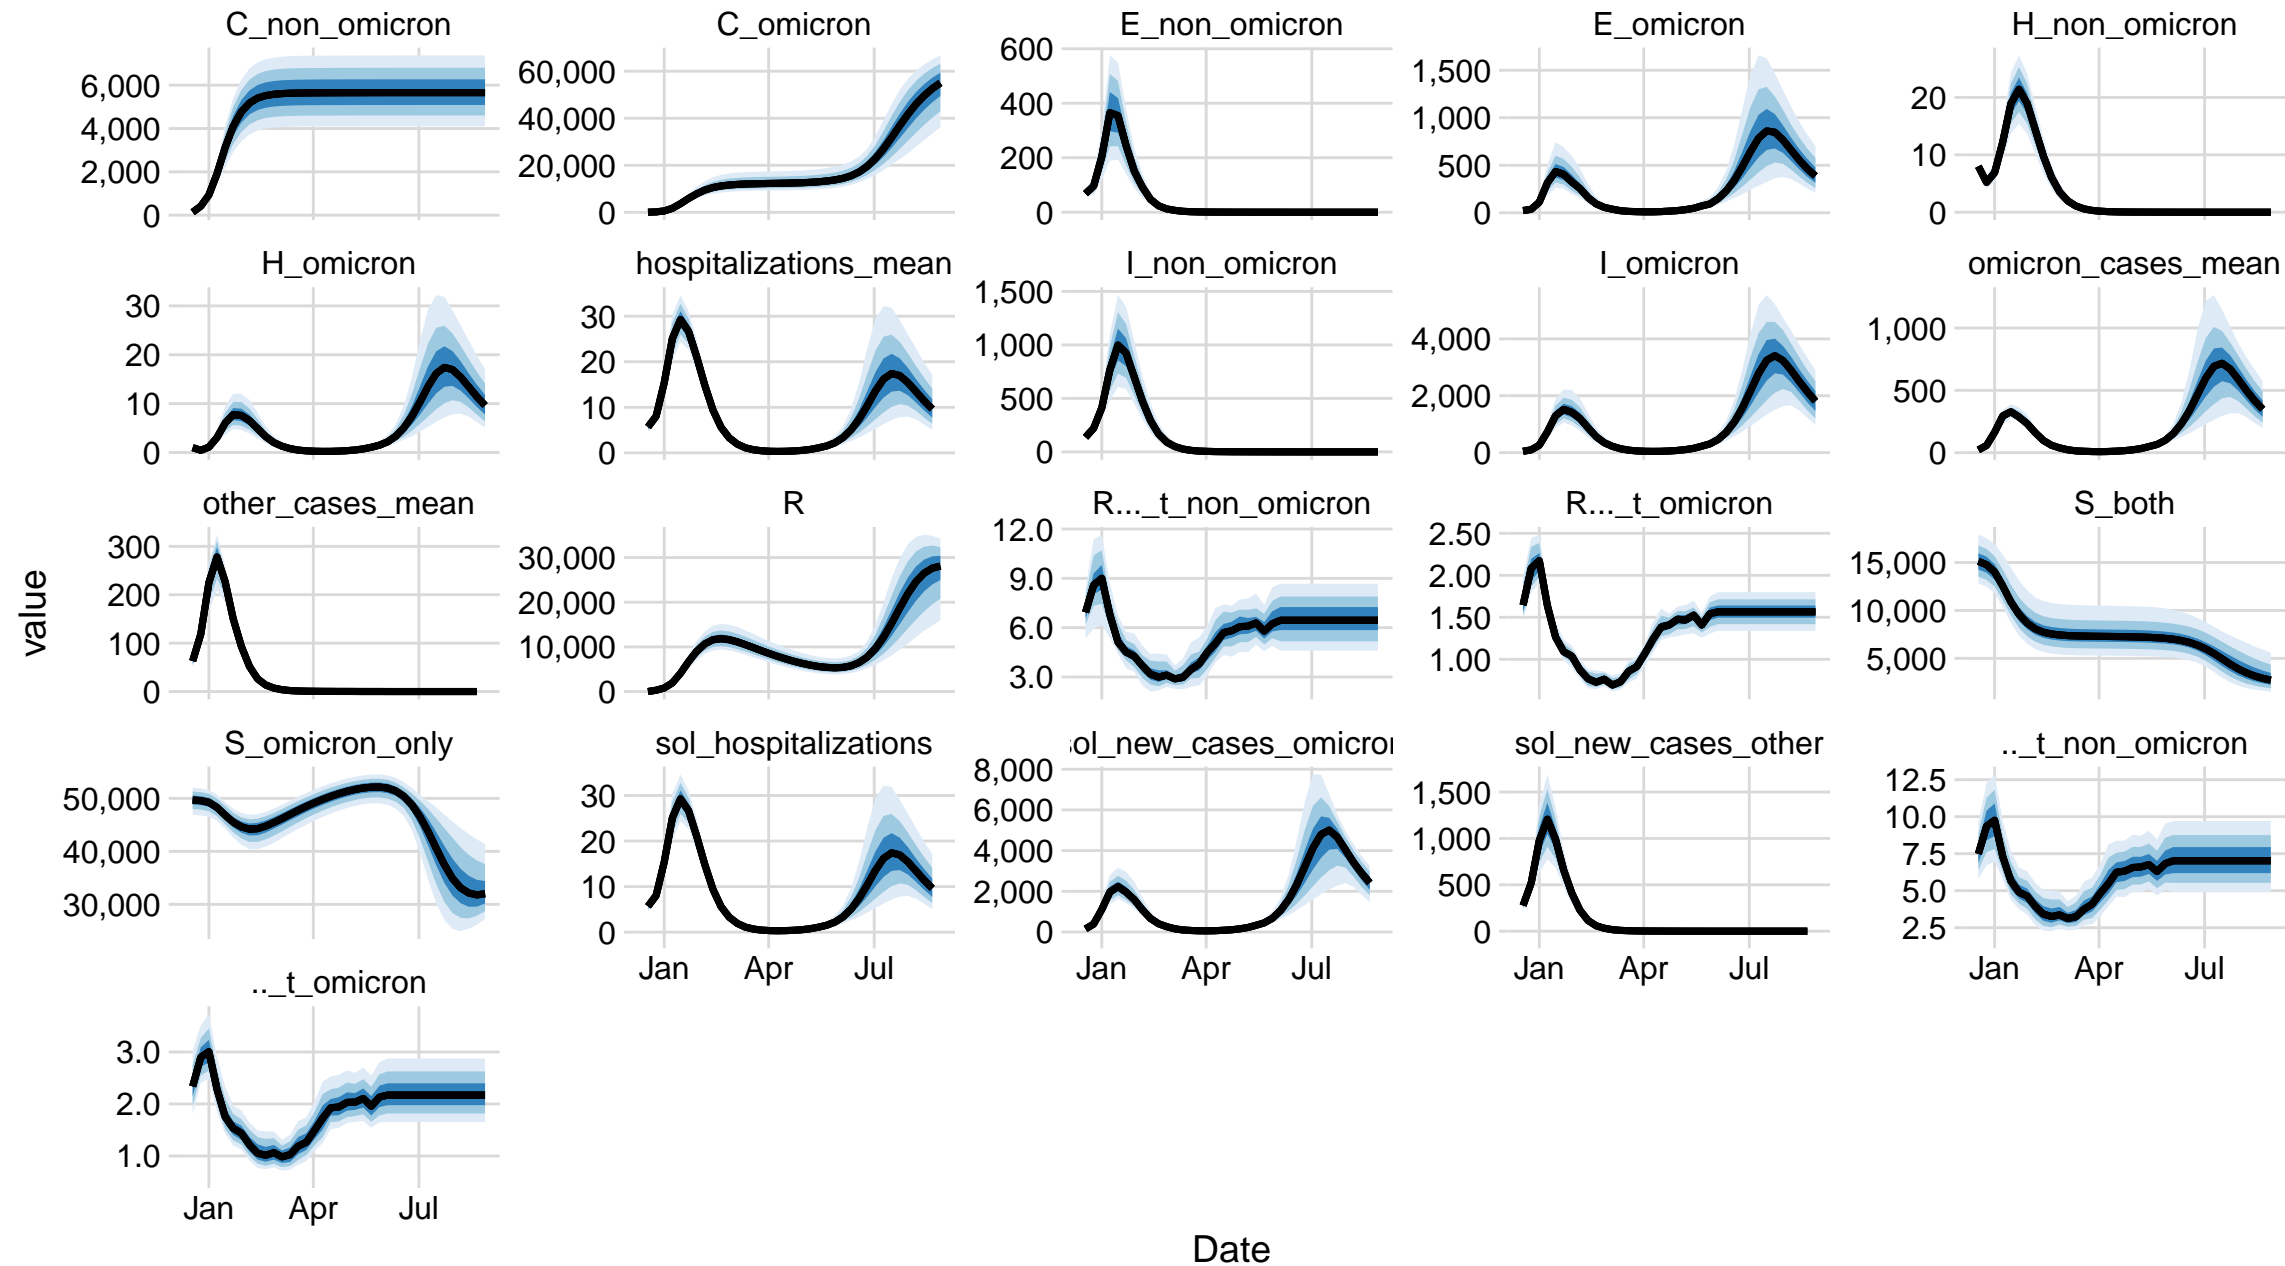 C_non_omicron C_omicron E_non_omicron E_omicron H_non_omicron
6,000 60,000 600 1,500 20
4,000 40,000 400 1,000 10
2,000 20,000 200 500 0
0 0 0 0
H_omicron hospitalizations_mean I_non_omicron I_omicron omicron_cases_mean
30 30 1,500 4,000 1,000
20 20 1,000 2,000 500
10 10 500 0 0
0 0 0
other_cases_mean R R..._t_non_omicron R..._t_omicron S_both
300 30,000 12.0 2.50 15,000
200 20,000 9.0 2.00 10,000
100 10,000 6.0 1.50 5,000
0 0 3.0 1.00
value
S_omicron_only sol_hospitalizations sol_new_cases_omicron sol_new_cases_other .._t_non_omicron
50,000 30 8,000 1,500 12.5
40,000 20 6,000 1,000 10.0
30,000 10 4,000 500 7.5
0 2,000 0 5.0
0 2.5
Jan Apr Jul Jan Apr Jul Jan Apr Jul Jan Apr Jul
.._t_omicron
3.0
2.0
1.0
Jan Apr Jul
Date